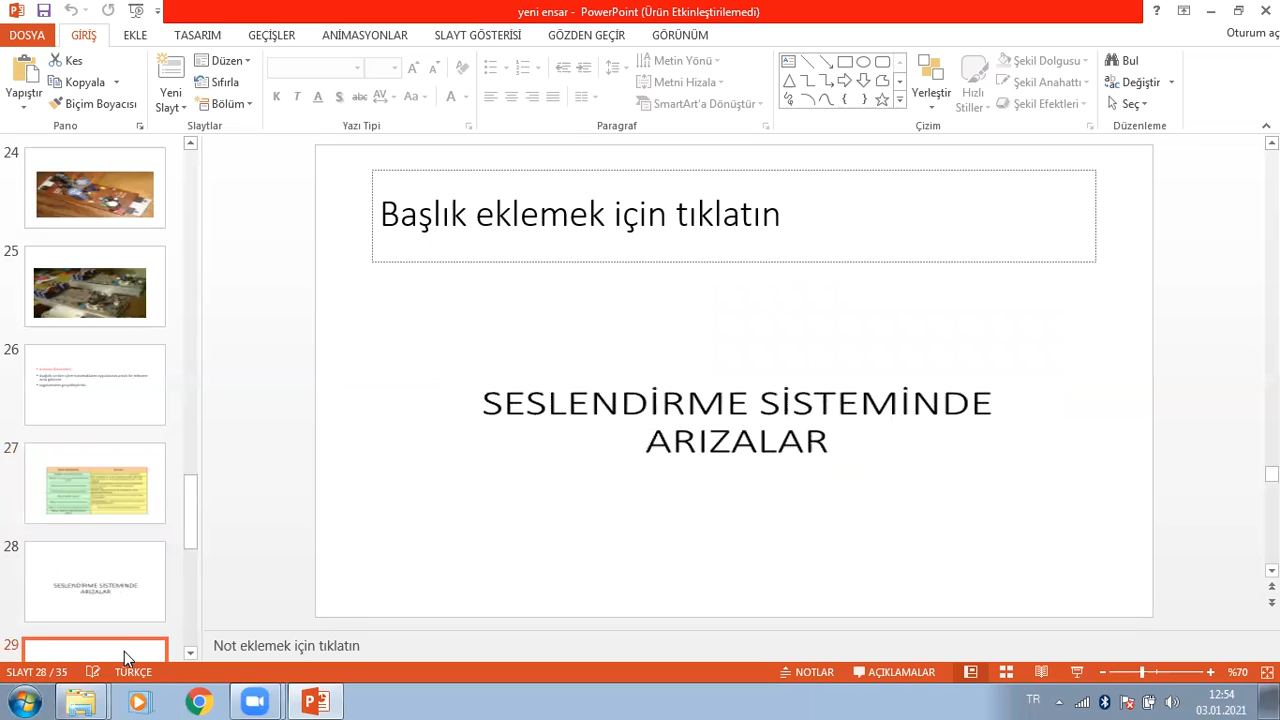 yeni ensar - PowerPoint (Ürün Etkinleştirilemedi)
DOSYA GİRİŞ EKLE TASARIM GEÇİŞLER ANİMASYONLAR SLAYT GÖSTERİSİ GÖZDEN GEÇİR GÖRÜNÜM
Oturum aç
Yapıştır
Kes
Kopyala
Biçim Boyacısı
Pano
Yeni Slayt
Düzen
Sıfırla
Bölüm
Slaytlar
Yazı Tipi
Metin Yönü
Metni Hizala
SmartArt'a Dönüştür
Paragraf
Yerleştir
Hızlı Stiller
Şekil Dolgusu
Şekil Anahattı
Şekil Efektleri
Çizim
Bul
Değiştir
Seç
Düzenleme
24
25
26
27
28
SESLENDİRME SİSTEMİNDE
ARIZALAR
29
Başlık eklemek için tıklatın
SESLENDİRME SİSTEMİNDE
ARIZALAR
Not eklemek için tıklatın
SLAYT 28 / 35 TÜRKÇE NOTLAR AÇIKLAMALAR %70
TR 12:54
03.01.2021